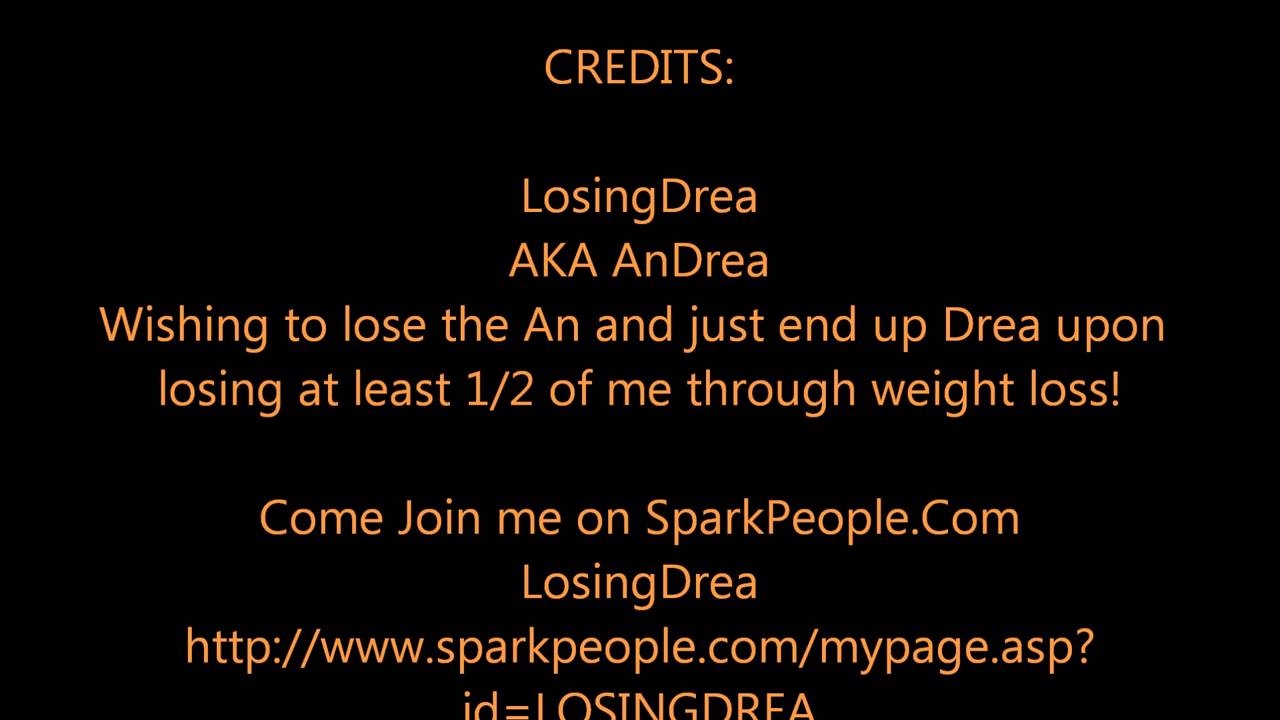 CREDITS:
LosingDrea
AKA AnDrea
Wishing to lose the An and just end up Drea upon
losing at least 1/2 of me through weight loss!
Come Join me on SparkPeople.Com
LosingDrea
http://www.sparkpeople.com/mypage.asp?
id=LOSINGDREA